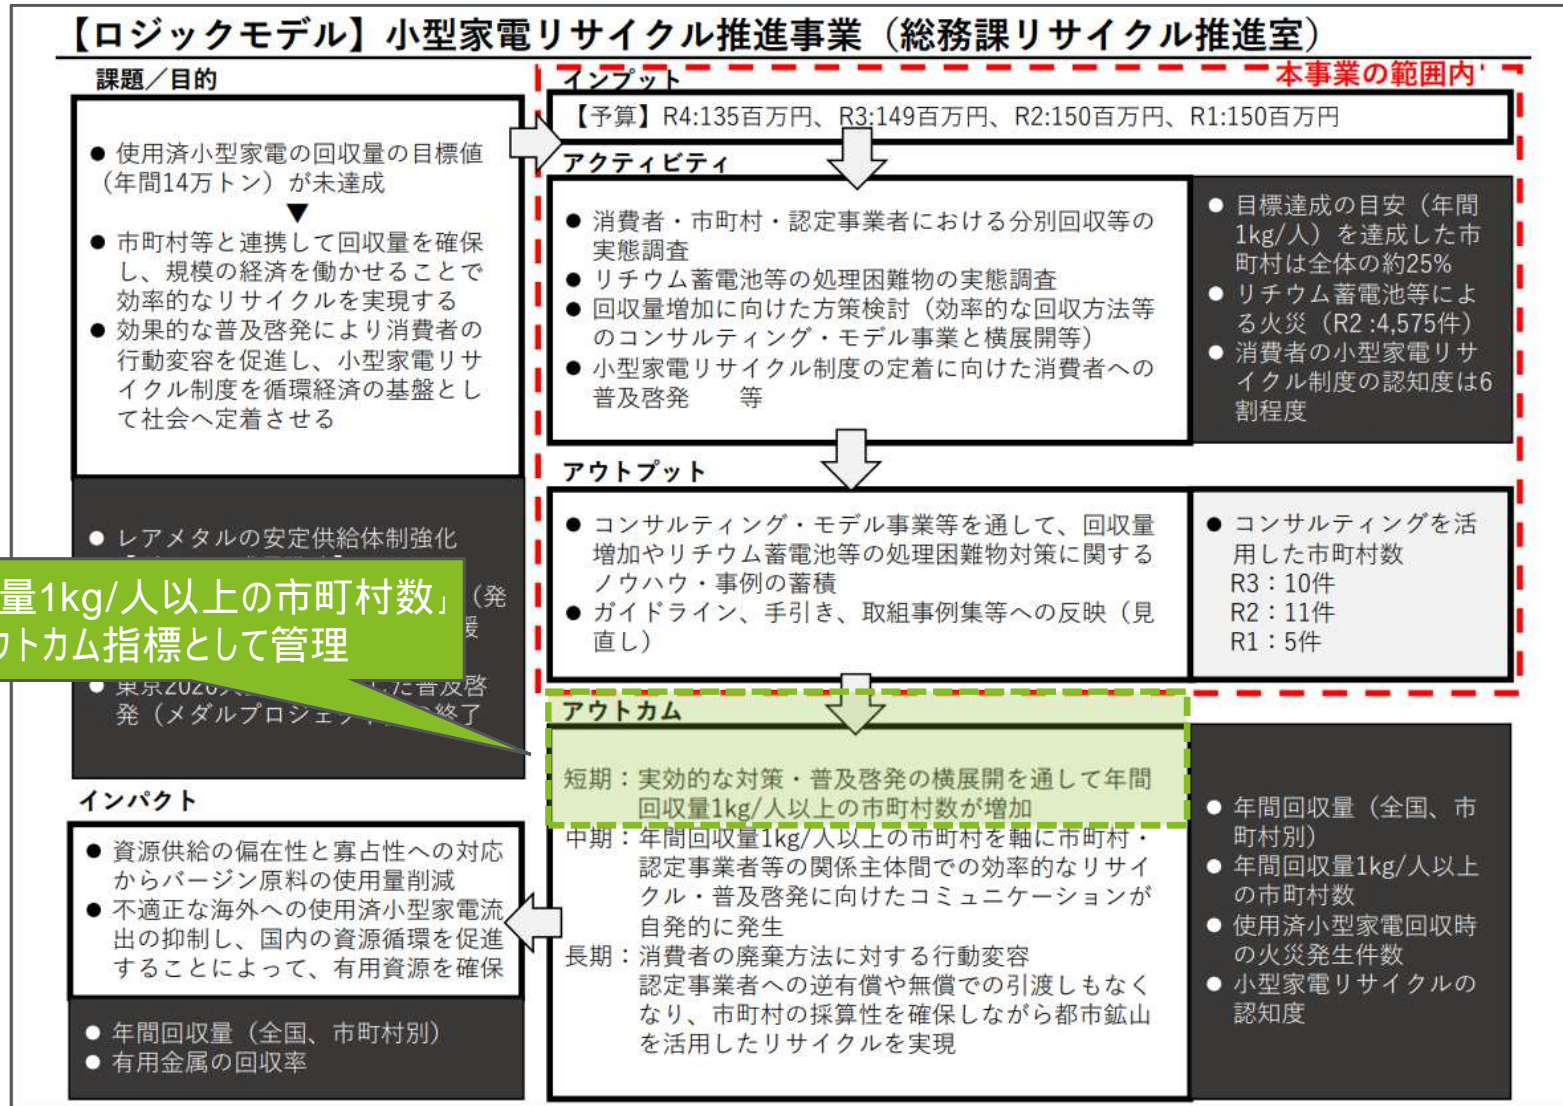 【ロジックモデル】小型家電リサイクル推進事業（総務課リサイクル推進室）
課題／目的
● 使用済小型家電の回収量の目標値
（年間14万トン）が未達成
▼
● 市町村等と連携して回収量を確保
し、規模の経済を働かせることで
効率的なリサイクルを実現する
● 効果的な普及啓発により消費者の
行動変容を促進し、小型家電リサ
イクル制度を循環経済の基盤とし
て社会へ定着させる
● レアメタルの安定供給体制強化
（発
量1kg/人以上の市町村数」
ウトカム指標として管理
た普及啓
発（メダルプロジェ
終了
インパクト
● 資源供給の偏在性と寡占性への対応
からバージン原料の使用量削減
● 不適正な海外への使用済小型家電流
出の抑制し、国内の資源循環を促進
することによって、有用資源を確保
● 年間回収量（全国、市町村別）
● 有用金属の回収率
インプット
本事業の範囲内
【予算】R4:135百万円、R3:149百万円、R2:150百万円、R1:150百万円
アクティビティ
● 消費者・市町村・認定事業者における分別回収等の
実態調査
● リチウム蓄電池等の処理困難物の実態調査
● 回収量増加に向けた方策検討（効率的な回収方法等
のコンサルティング・モデル事業と横展開等）
● 小型家電リサイクル制度の定着に向けた消費者への
普及啓発　　等
● 目標達成の目安（年間
1kg/人）を達成した市
町村は全体の約25%
● リチウム蓄電池等によ
る火災（R2 :4,575件）
● 消費者の小型家電リサ
イクル制度の認知度は6
割程度
アウトプット
● コンサルティング・モデル事業等を通して、回収量
増加やリチウム蓄電池等の処理困難物対策に関する
ノウハウ・事例の蓄積
● ガイドライン、手引き、取組事例集等への反映（見
直し）
● コンサルティングを活
用した市町村数
R3：10件
R2：11件
R1：5件
アウトカム
短期：実効的な対策・普及啓発の横展開を通して年間
回収量1kg/人以上の市町村数が増加
中期：年間回収量1kg/人以上の市町村を軸に市町村・
認定事業者等の関係主体間での効率的なリサイ
クル・普及啓発に向けたコミュニケーションが
自発的に発生
長期：消費者の廃棄方法に対する行動変容
認定事業者への逆有償や無償での引渡しもなく
なり、市町村の採算性を確保しながら都市鉱山
を活用したリサイクルを実現
● 年間回収量（全国、市
町村別）
● 年間回収量1kg/人以上
の市町村数
● 使用済小型家電回収時
の火災発生件数
● 小型家電リサイクルの
認知度